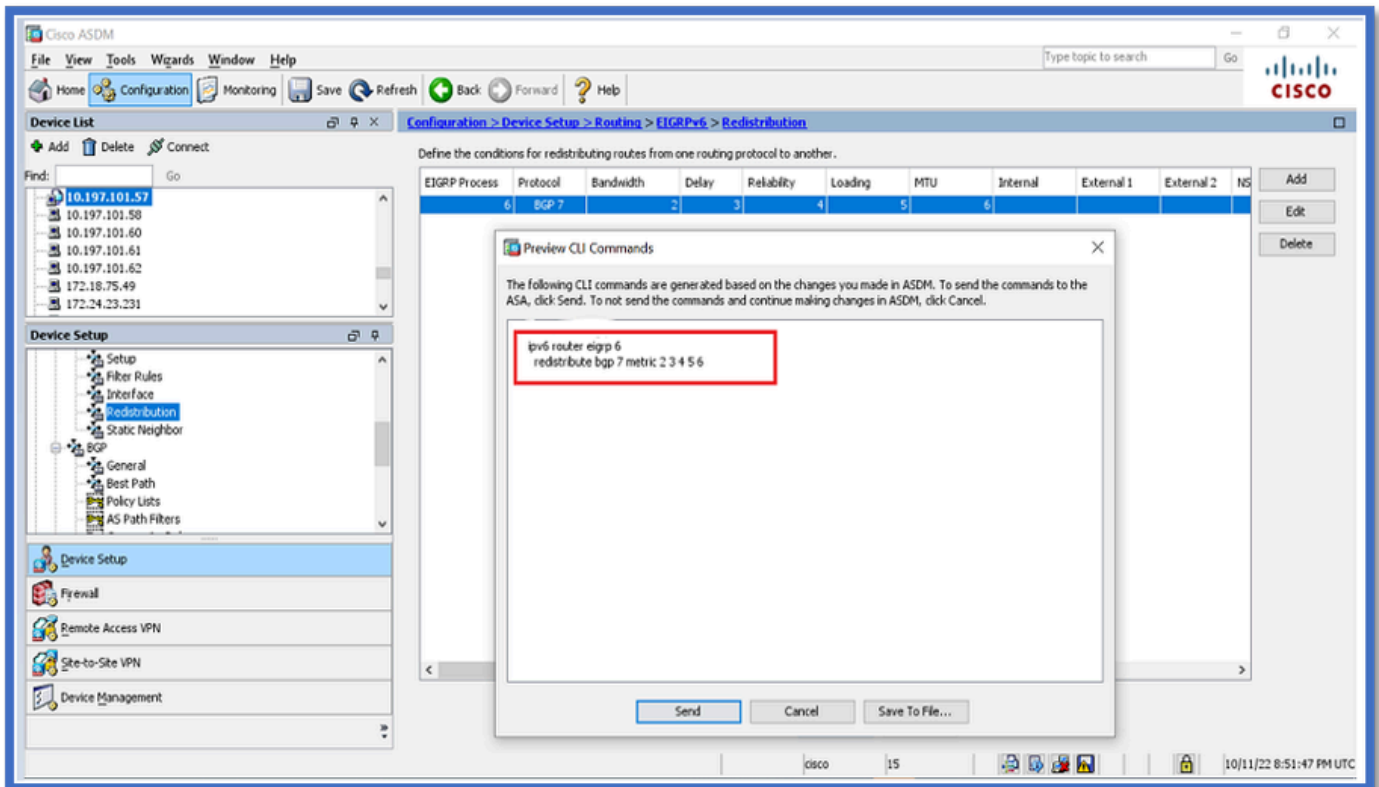 Cisco ASDM
File View Tools Wizards Window Help
Type topic to search Go
Home Configuration Monitoring Save Refresh Back Forward Help
CISCO
Device List
Add Delete Connect
Find: Go
10.197.101.57
10.197.101.58
10.197.101.60
10.197.101.61
10.197.101.62
172.18.75.49
172.24.23.231
Device Setup
Setup
Filter Rules
Interface
Redistribution
Static Neighbor
BGP
General
Best Path
Policy Lists
AS Path Filters
Device Setup
Firewall
Remote Access VPN
Site-to-Site VPN
Device Management
Configuration > Device Setup > Routing > EIGRPv6 > Redistribution
Define the conditions for redistributing routes from one routing protocol to another.
EIGRP Process Protocol Bandwidth Delay Reliability Loading MTU Internal External 1 External 2 NS
6 BGP 7 2 3 4 5 6
Add
Edit
Delete
Preview CLI Commands
The following CLI commands are generated based on the changes you made in ASDM. To send the commands to the
ASA, click Send. To not send the commands and continue making changes in ASDM, click Cancel.
ipv6 router eigrp 6
redistribute bgp 7 metric 2 3 4 5 6
Send Cancel Save To File...
cisco 15 10/11/22 8:51:47 PM UTC